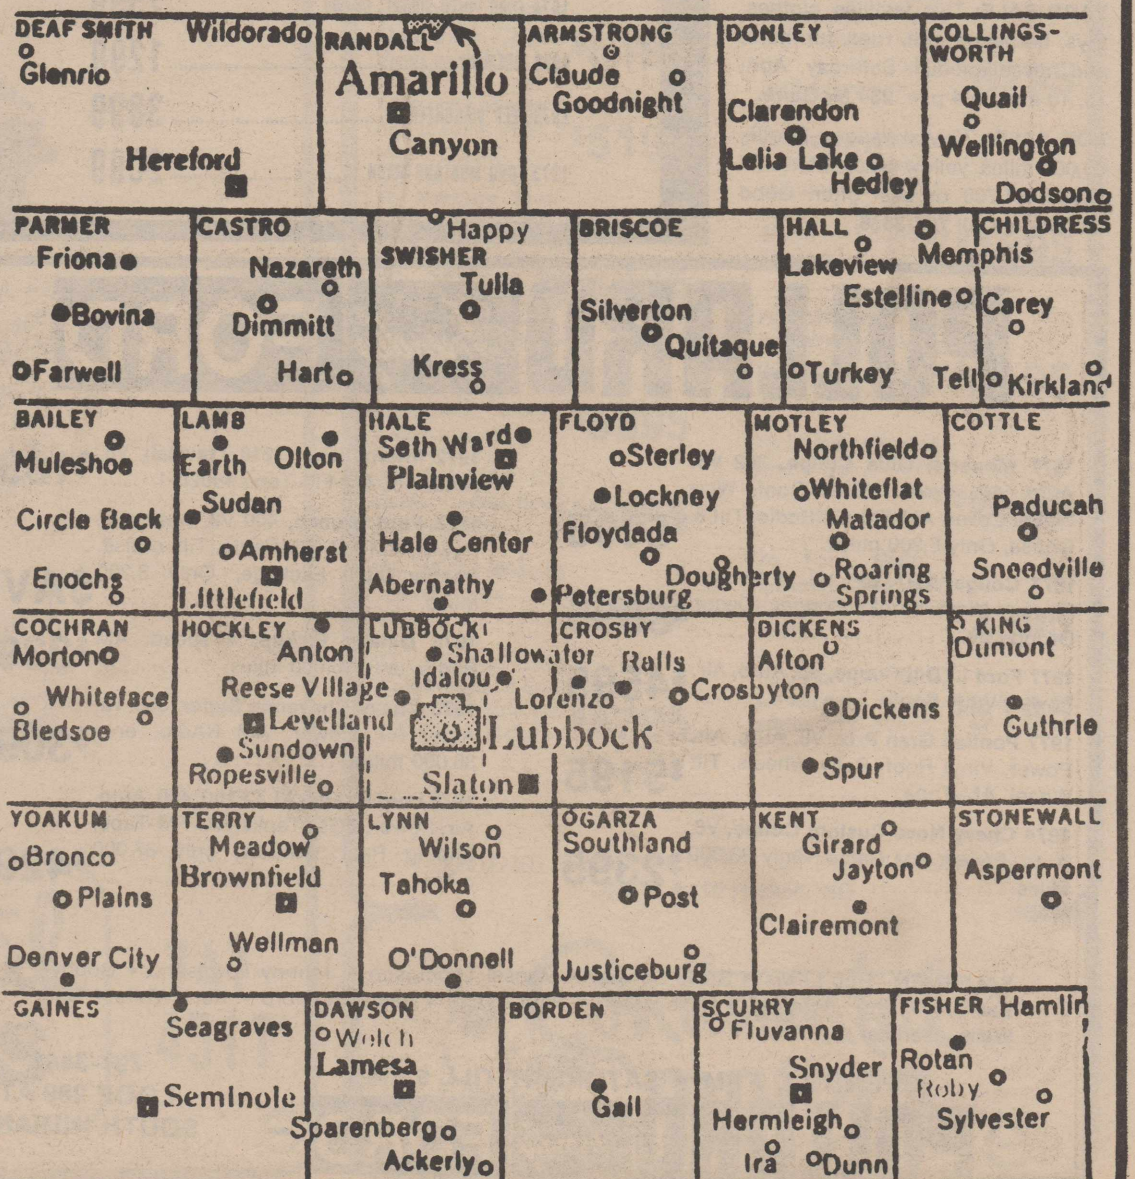 DEAF SMITH Wildorado RANDALL ARMSTRONG DONLEY COLLINGS-
WORTH
Glenrio Amarillo Claude
Goodnight Quail
Clarendon
Hereford Canyon Lelia Lake Wellington
Hedley Dodson
PARMER CASTRO Happy BRISCOE HALL CHILDRESS
Friona Nazareth SWISHER Lakeview Memphis
Tulia Estelline Carey
Bovina Dimmitt Silverton
Quitaque
Farwell Hart Kress Turkey Tell Kirkland
BAILEY LAMB HALE FLOYD MOTLEY COTTLE
Muleshoe Earth Olton Seth Ward Sterley Northfield
Plainview
Sudan Lockney Whiteflat Paducah
Circle Back Hale Center Floydada Matador
Amherst
Enochs Abernathy Dougherty Roaring Sneedville
Littlefield Petersburg Springs
COCHRAN HOCKLEY LUBBOCK CROSBY DICKENS KING
Morton Anton Shallowater Ralls Afton Dumont
Whiteface Reese Village Idalou Lorenzo Crosbyton
Bledsoe Levelland Lubbock Dickens Guthrie
Sundown
Ropesville Slaton Spur
YOAKUM TERRY LYNN GARZA KENT STONEWALL
Bronco Meadow Wilson Southland Girard
Brownfield Tahoka Jayton Aspermont
Plains Post
Clairemont
Denver City Wellman O'Donnell Justiceburg
GAINES DAWSON BORDEN SCURRY FISHER Hamlin
Seagraves Welch Fluvanna
Lamesa Snyder Rotan
Seminole Gail Roby
Sparenberg Hermleigh Sylvester
Ackerly Ira Dunn